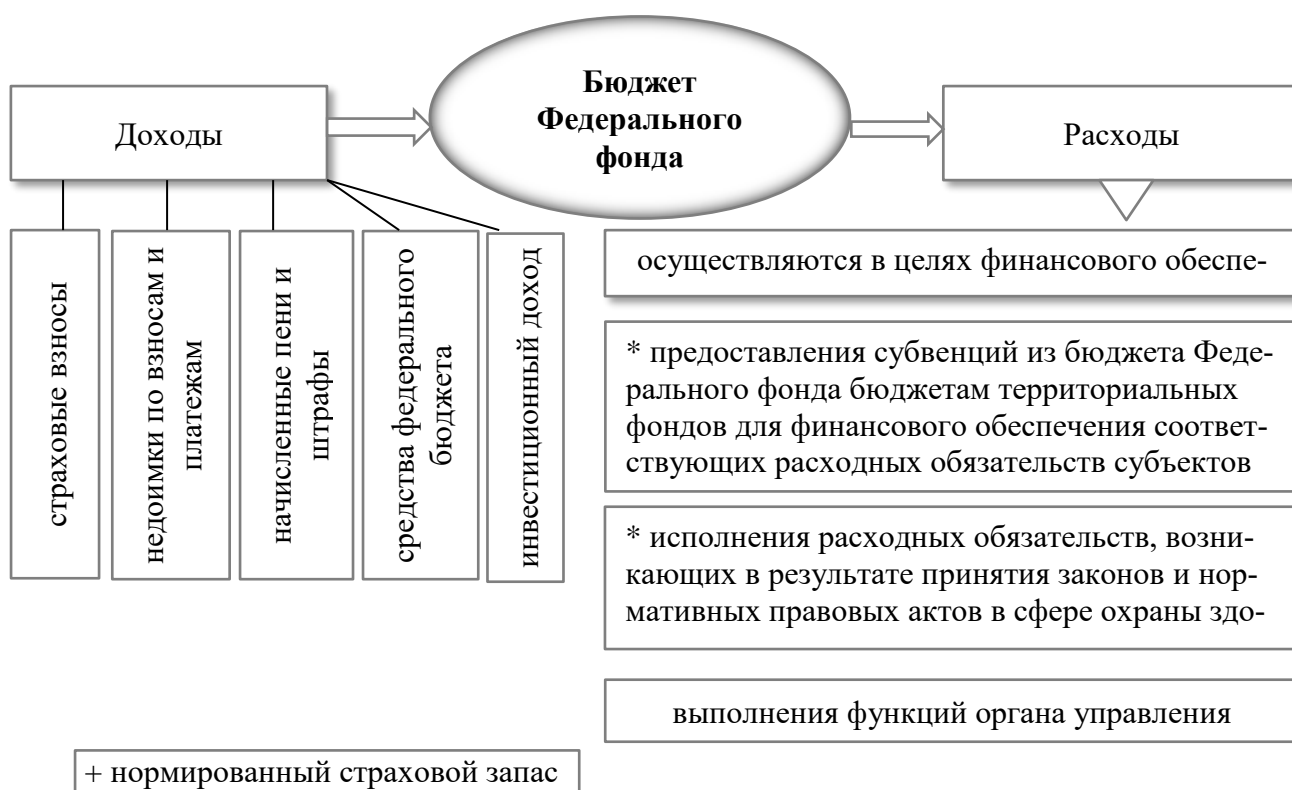 Бюджет
Федерального
фонда
Доходы
Расходы
страховые взносы
недоимки по взносам и
платежам
начисленные пени и
штрафы
средства федерального
бюджета
инвестиционный доход
осуществляются в целях финансового обеспе-
* предоставления субвенций из бюджета Фе-
дерального фонда бюджетам территориальных
фондов для финансового обеспечения соответ-
ствующих расходных обязательств субъектов
* исполнения расходных обязательств, возни-
кающих в результате принятия законов и нор-
мативных правовых актов в сфере охраны здо-
выполнения функций органа управления
+ нормированный страховой запас